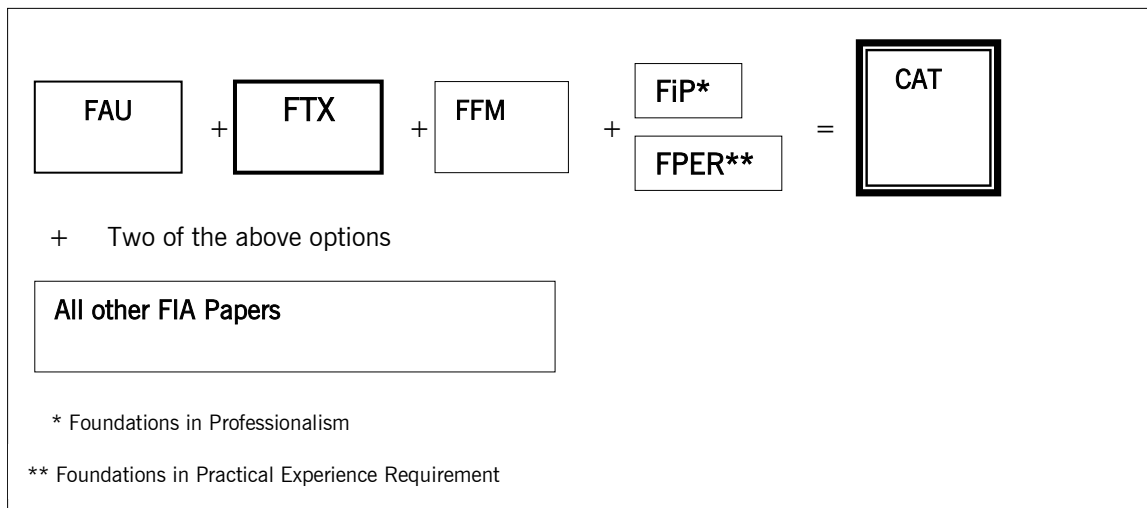 FAU + FTX + FFM + FiP* = CAT
FPER**
+ Two of the above options
All other FIA Papers
* Foundations in Professionalism
** Foundations in Practical Experience Requirement